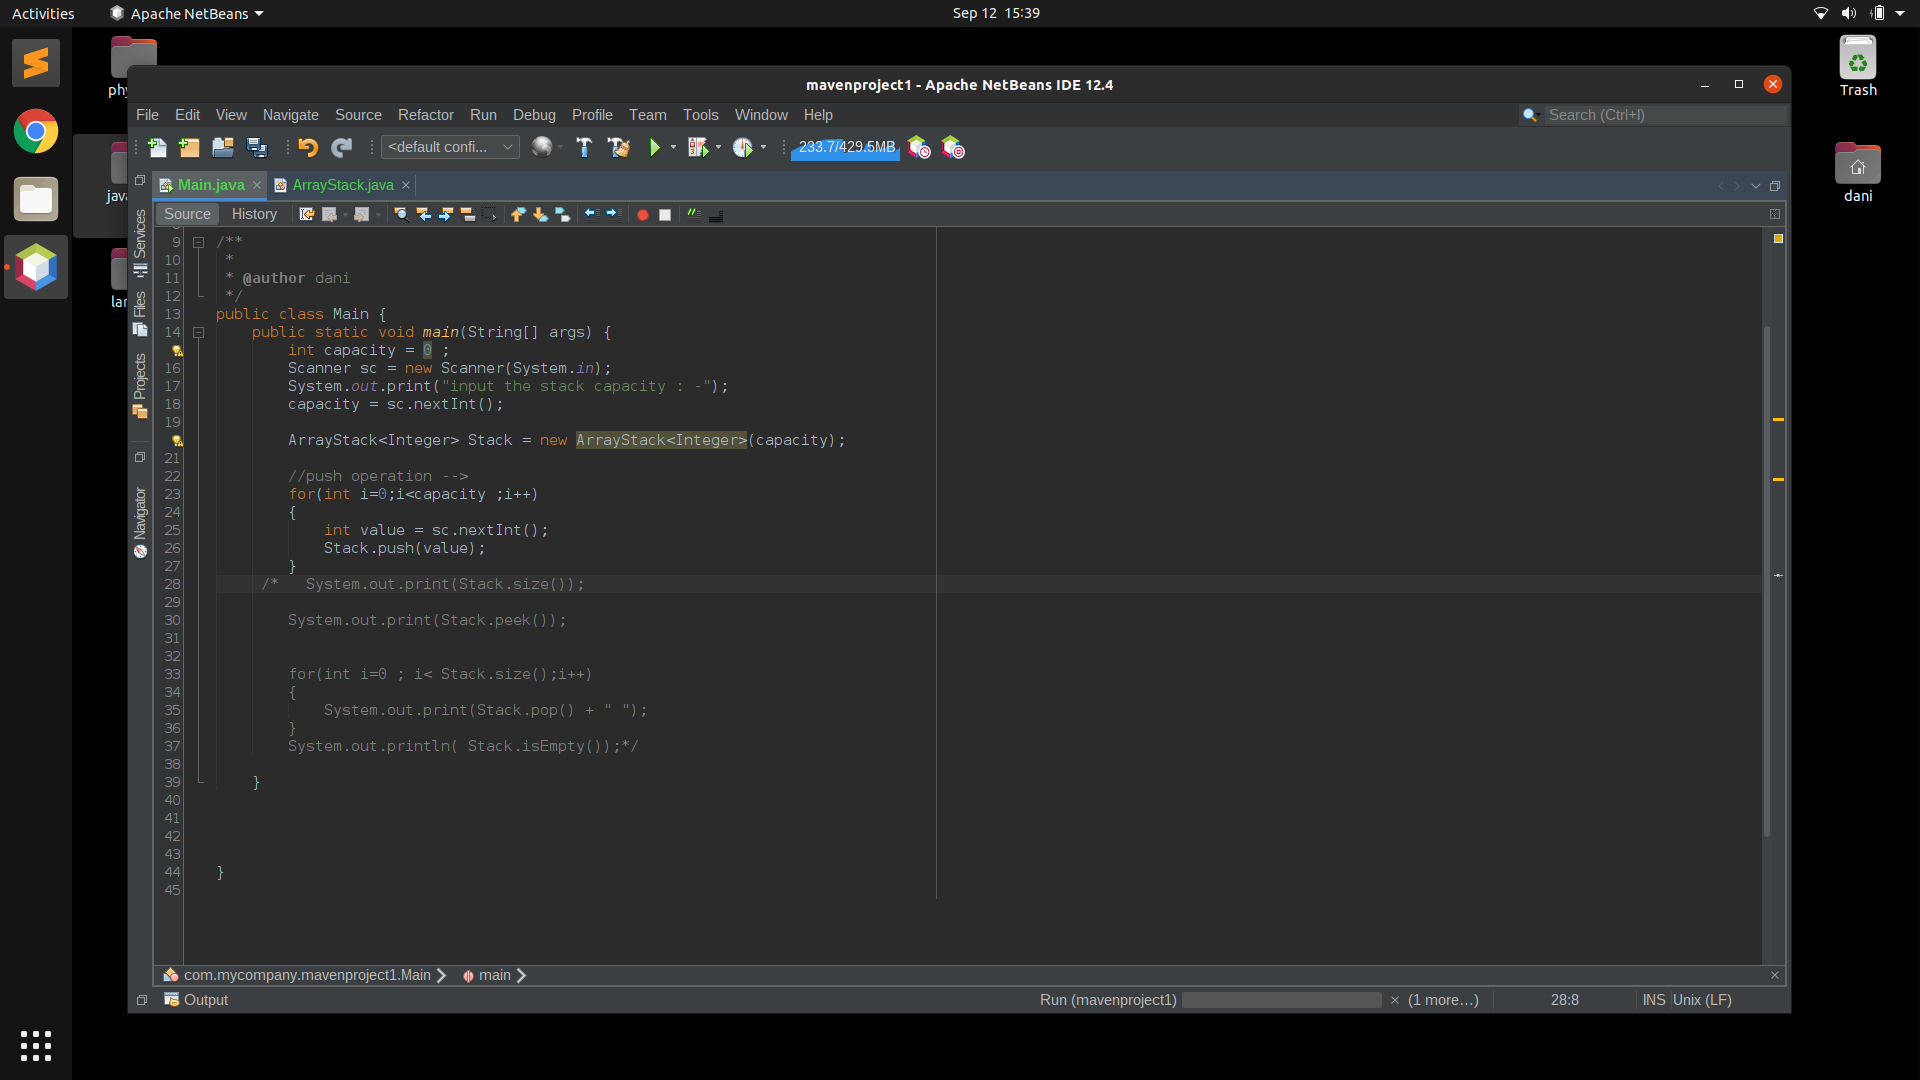 Activities
Apache NetBeans
Sep 12 15:39
Trash
java
dani
mavenproject1 - Apache NetBeans IDE 12.4
File Edit View Navigate Source Refactor Run Debug Profile Team Tools Window Help
Search (Ctrl+I)
<default confi...
233.7/429.5MB
Main.java ArrayStack.java
Source History
Services
Files
Projects
Navigator
9 /**
10 *
11 * @author dani
12 */
13 public class Main {
14 public static void main(String[] args) {
int capacity = 0 ;
16 Scanner sc = new Scanner(System.in);
17 System.out.print("input the stack capacity : -");
18 capacity = sc.nextInt();
19
ArrayStack<Integer> Stack = new ArrayStack<Integer>(capacity);
21
22 //push operation -->
23 for(int i=0;i<capacity ;i++)
24 {
25 int value = sc.nextInt();
26 Stack.push(value);
27 }
28 /* System.out.print(Stack.size());
29
30 System.out.print(Stack.peek());
31
32
33 for(int i=0 ; i< Stack.size();i++)
34 {
35 System.out.print(Stack.pop() + " ");
36 }
37 System.out.println( Stack.isEmpty());*/
38
39 }
40
41
42
43
44 }
45
com.mycompany.mavenproject1.Main main
Output
Run (mavenproject1) (1 more...) 28:8 INS Unix (LF)